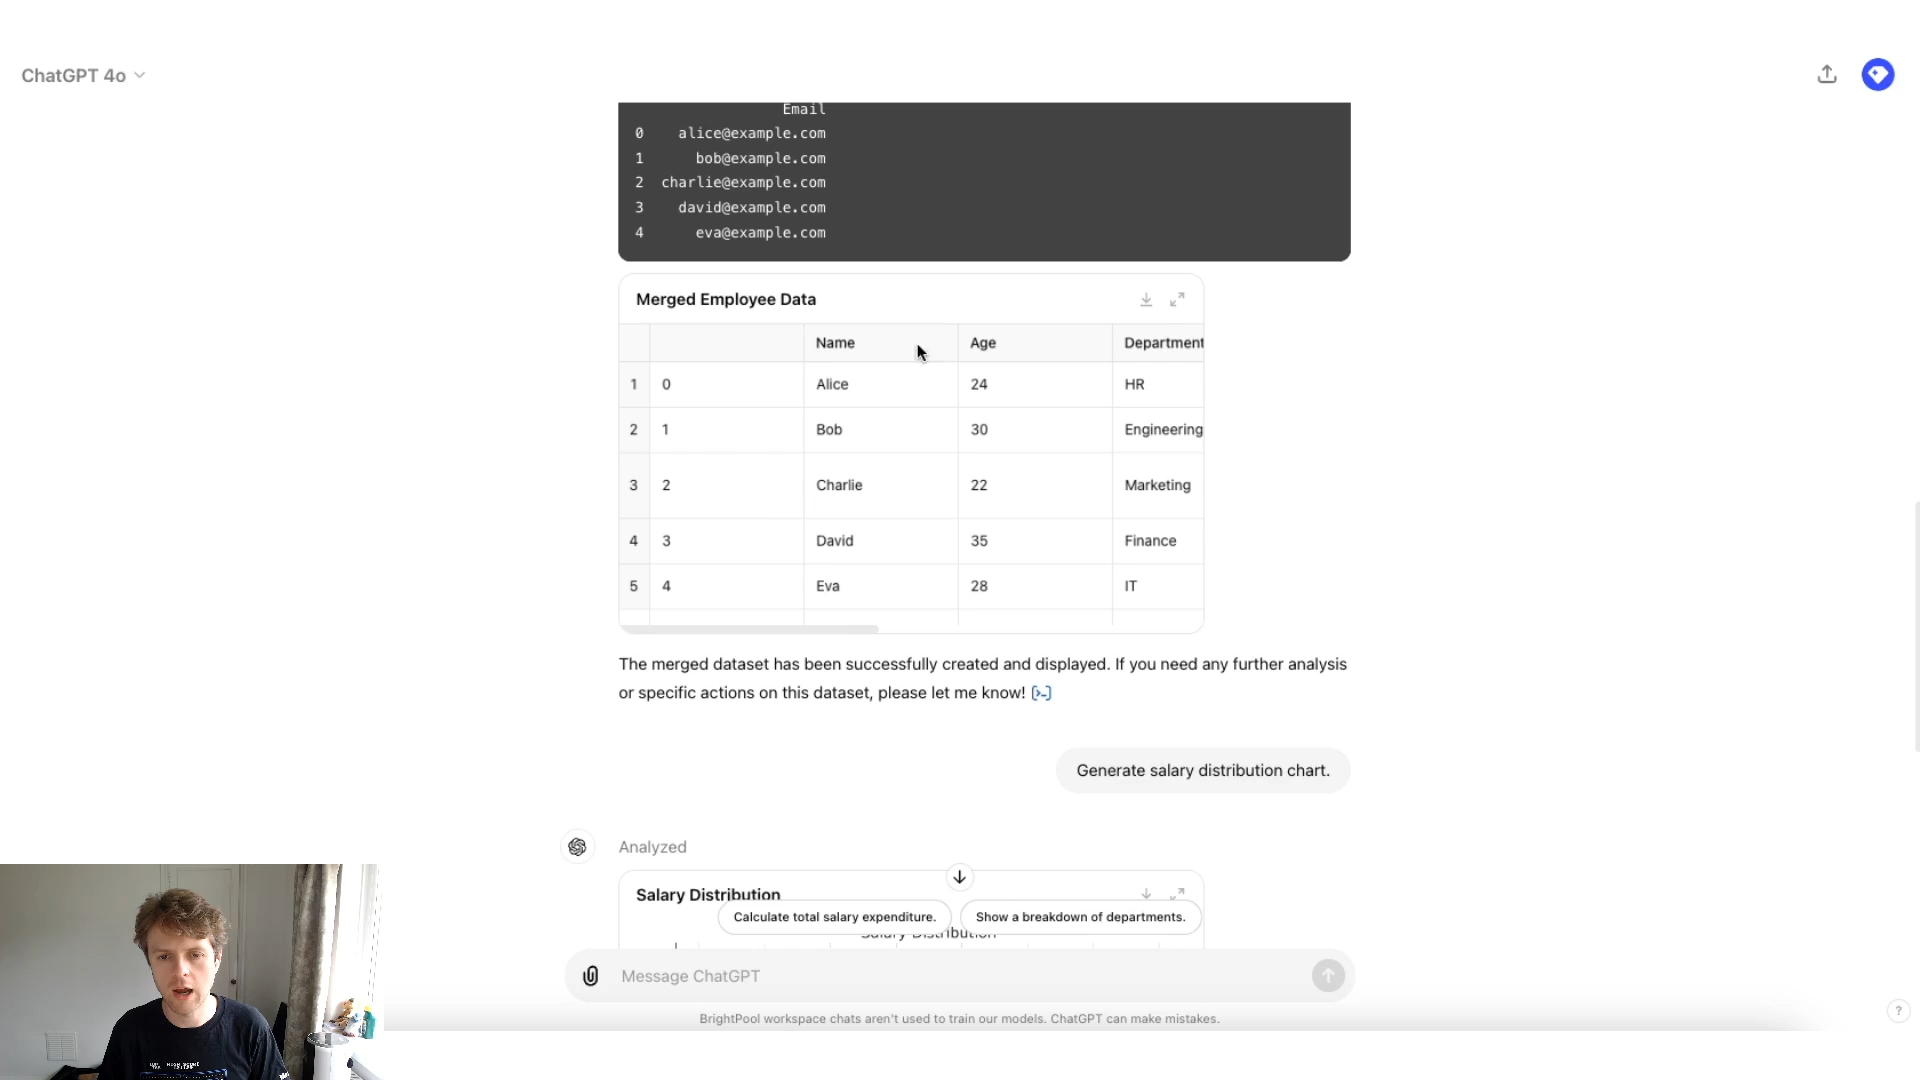 ChatGPT 4o
Email
0 alice@example.com
1 bob@example.com
2 charlie@example.com
3 david@example.com
4 eva@example.com
Merged Employee Data
Name Age Department
1 0 Alice 24 HR
2 1 Bob 30 Engineering
3 2 Charlie 22 Marketing
4 3 David 35 Finance
5 4 Eva 28 IT
The merged dataset has been successfully created and displayed. If you need any further analysis
or specific actions on this dataset, please let me know! [>-]
Generate salary distribution chart.
Analyzed
Salary Distribution
Calculate total salary expenditure. Show a breakdown of departments.
Salary Distribution
Message ChatGPT
BrightPool workspace chats aren't used to train our models. ChatGPT can make mistakes.
?